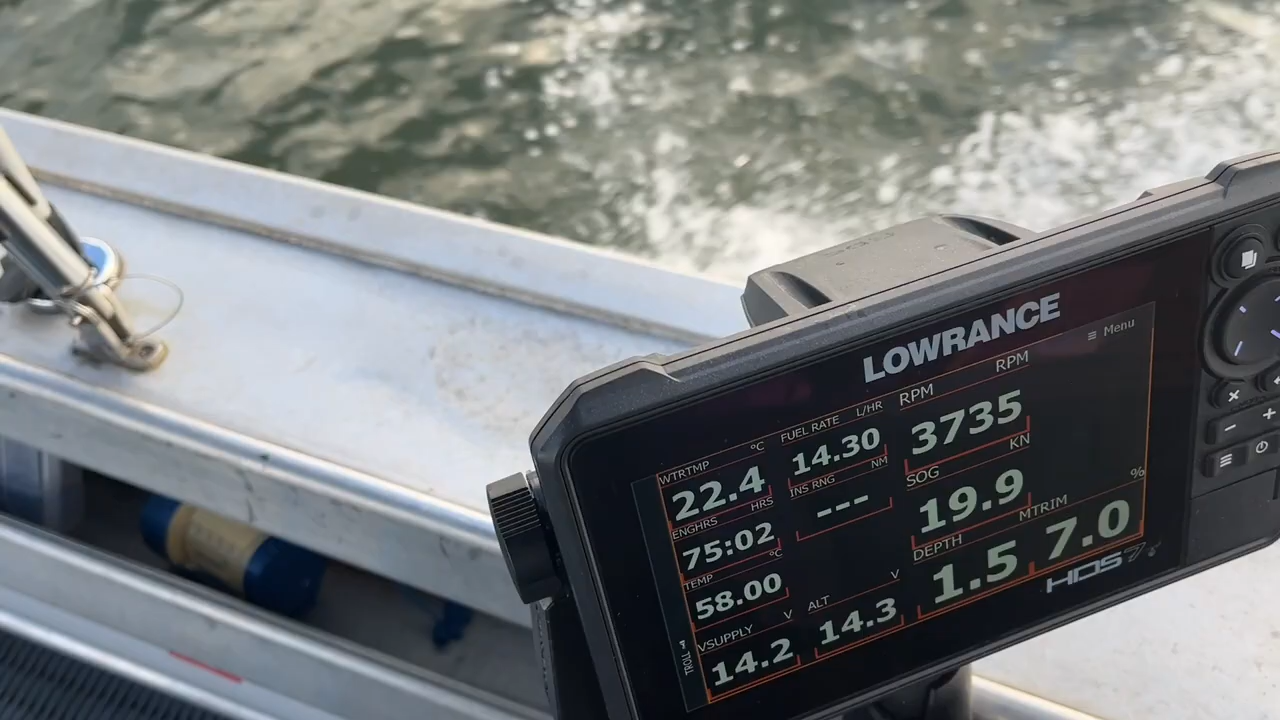 LOWRANCE
Menu
WTRTMP °C
22.4
FUEL RATE L/HR
14.30
RPM RPM
3735
ENGHRS HRS
75:02
INS RNG NM
---
SOG KN
19.9
TEMP °C
58.00
DEPTH
1.5
MTRIM %
7.0
VSUPPLY V
14.2
ALT V
14.3
TROLL
HDS 7